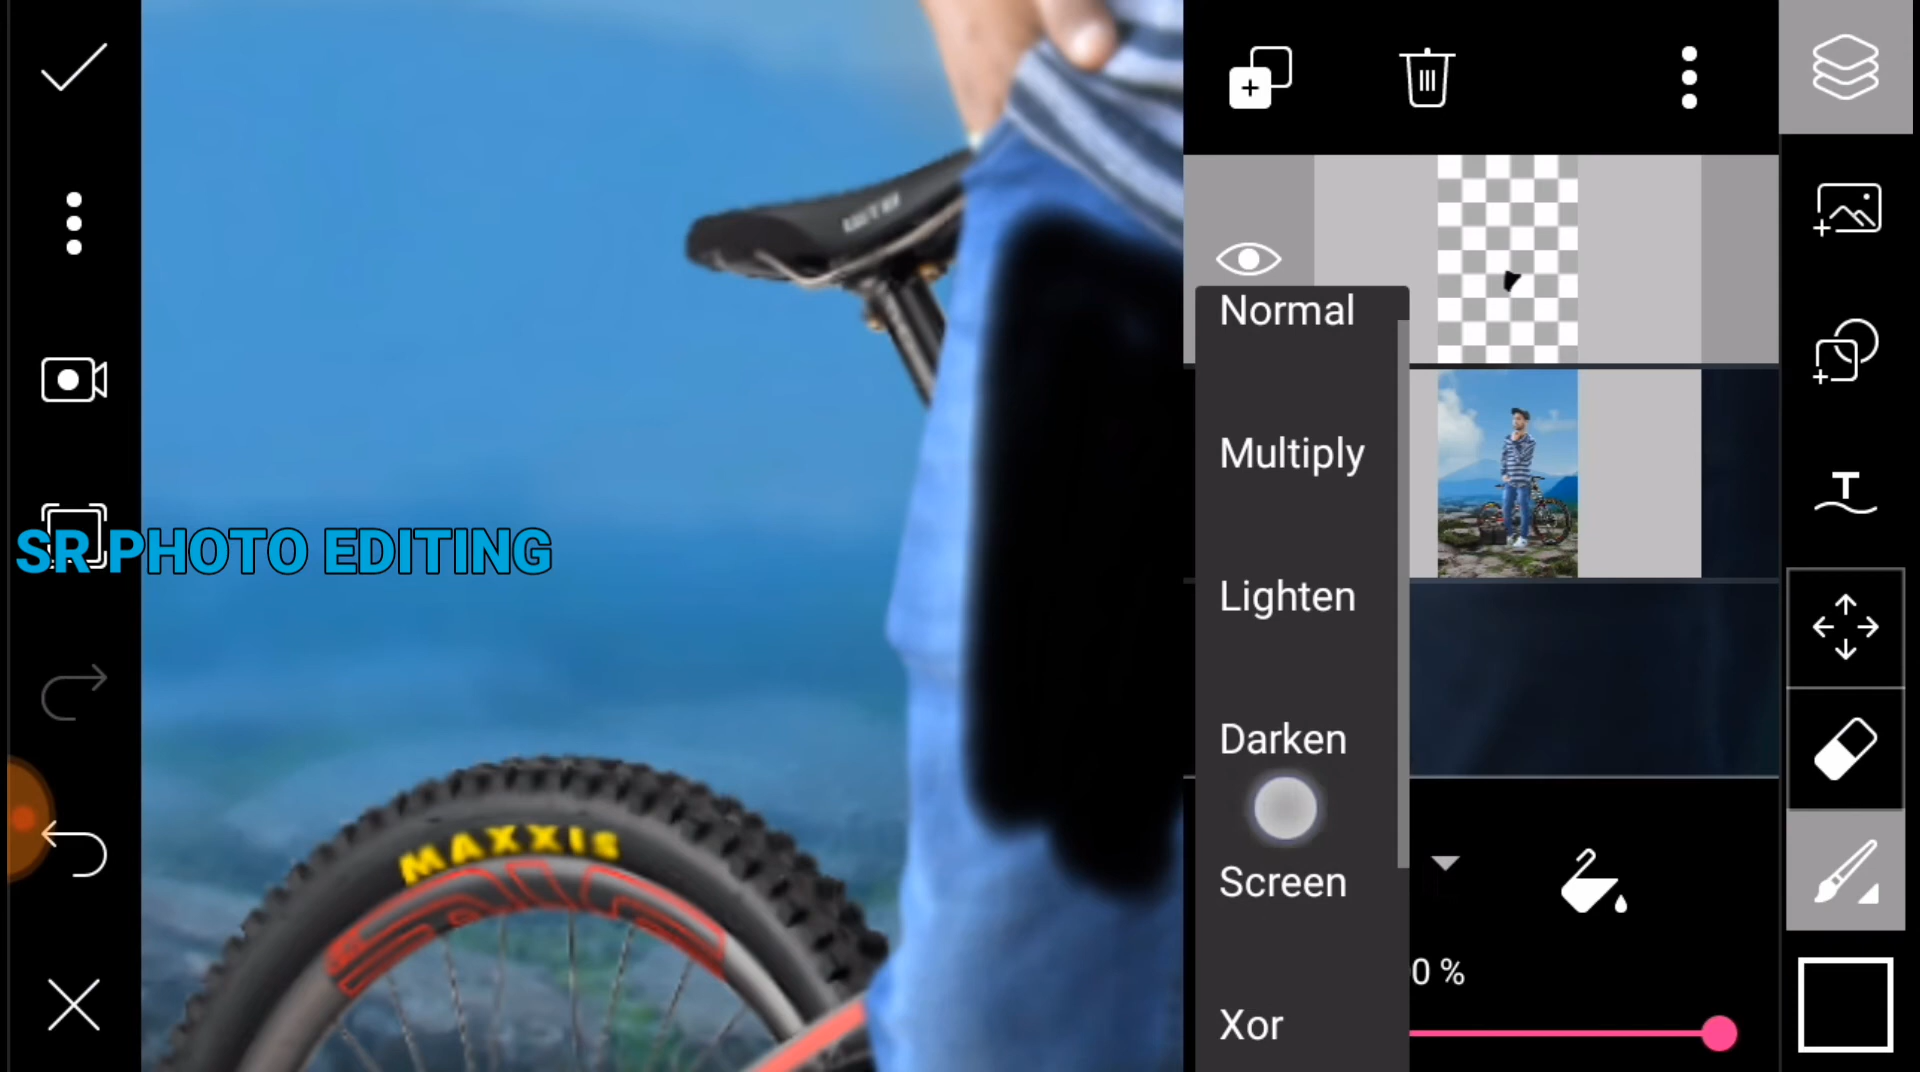 Normal
Multiply
SR PHOTO EDITING
Lighten
T
Darken
MAXXIS
Screen
0 %
Xor